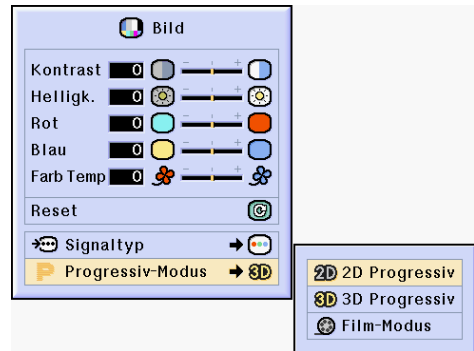 Bild
Kontrast 0
Helligk. 0
Rot 0
Blau 0
Farb Temp 0
Reset
Signaltyp
P Progressiv-Modus 3D
2D 2D Progressiv
3D 3D Progressiv
Film-Modus